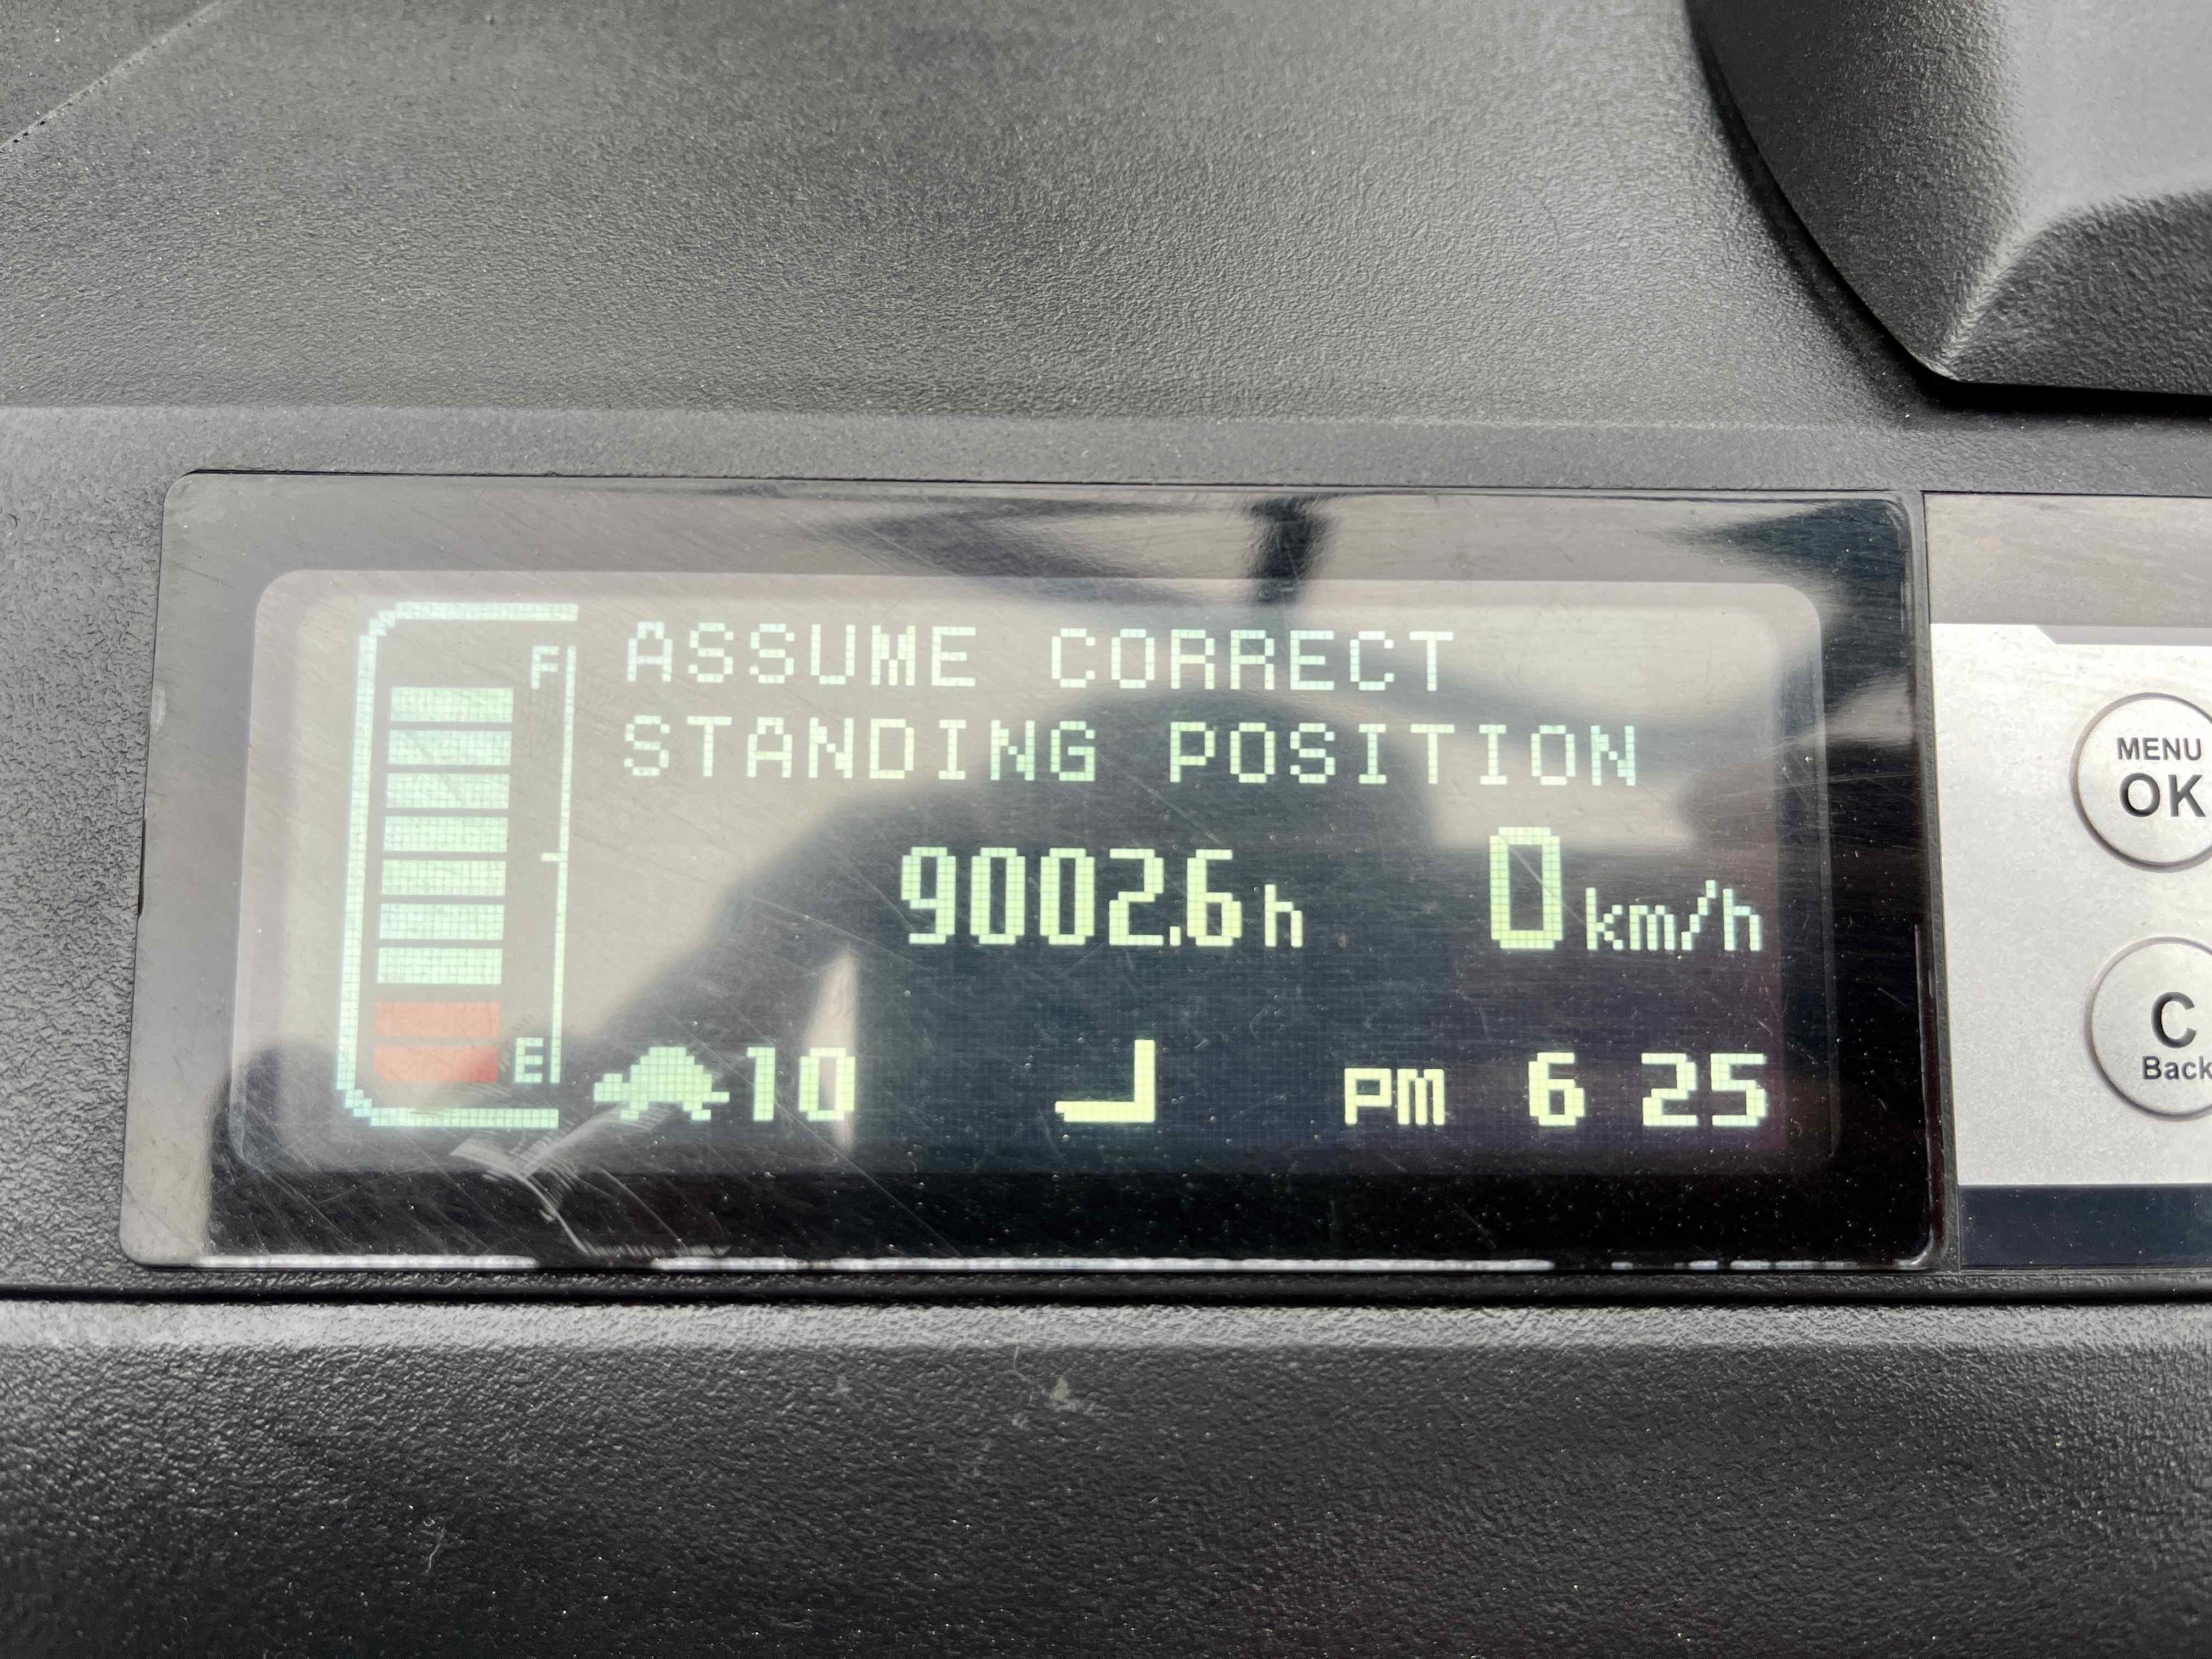 F
ASSUME CORRECT
STANDING POSITION
9002.6h 0km/h
E
10 PM 6 25
MENU
OK
C
Back